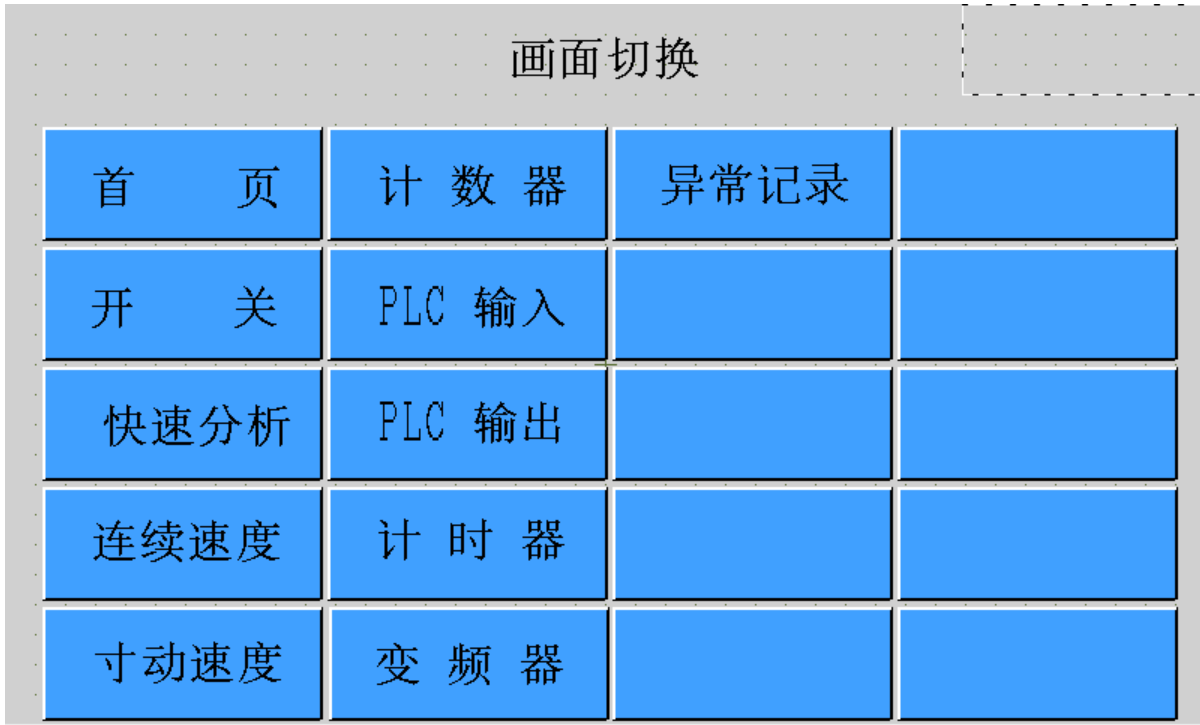 画面切换
首 页
计 数 器
异常记录
开 关
PLC 输入
快速分析
PLC 输出
连续速度
计 时 器
寸动速度
变 频 器